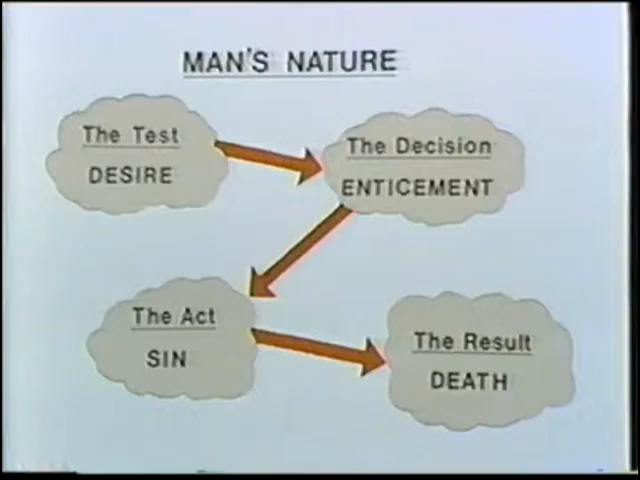 MAN'S NATURE
The Test
DESIRE
The Decision
ENTICEMENT
The Act
SIN
The Result
DEATH